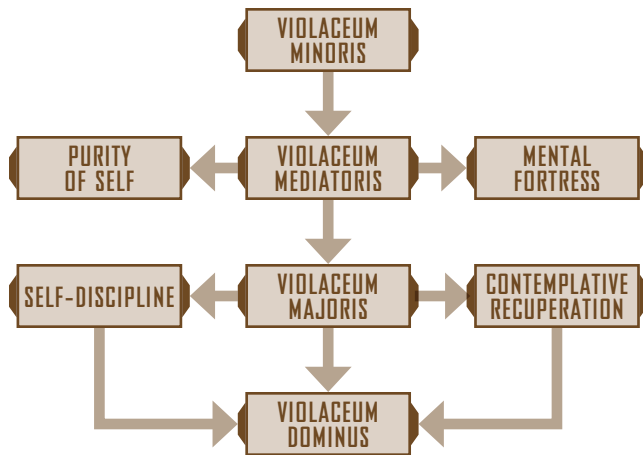 VIOLACEUM
MINORIS
PURITY
OF SELF
VIOLACEUM
MEDIATORIS
MENTAL
FORTRESS
SELF-DISCIPLINE
VIOLACEUM
MAJORIS
CONTEMPLATIVE
RECUPERATION
VIOLACEUM
DOMINUS